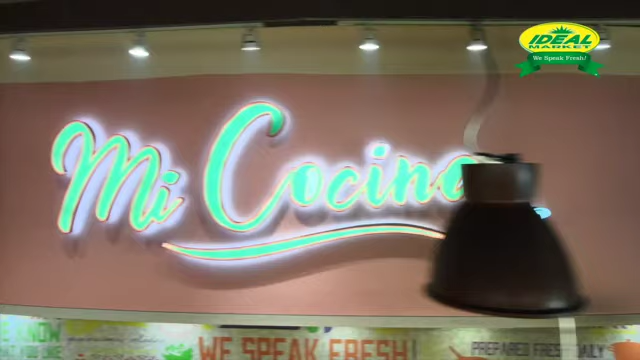 IDEAL
MARKET
We Speak Fresh!
Mi Cocina
WE SPEAK FRESH!
PREPARED FRESH DAILY